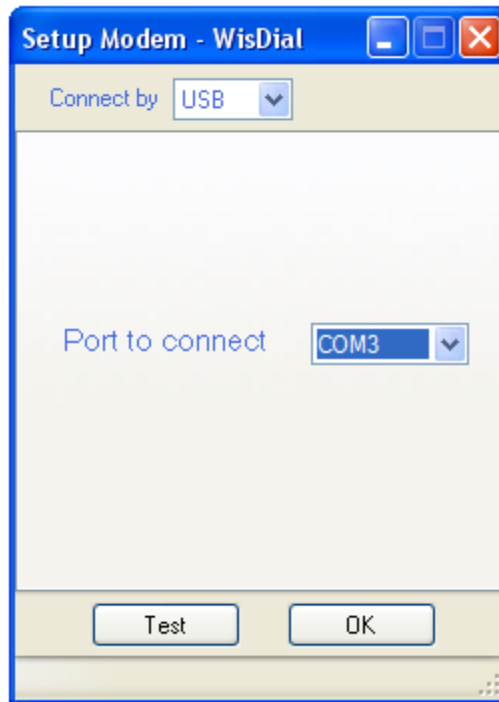 Setup Modem - WisDial
Connect by USB
Port to connect COM3
Test OK